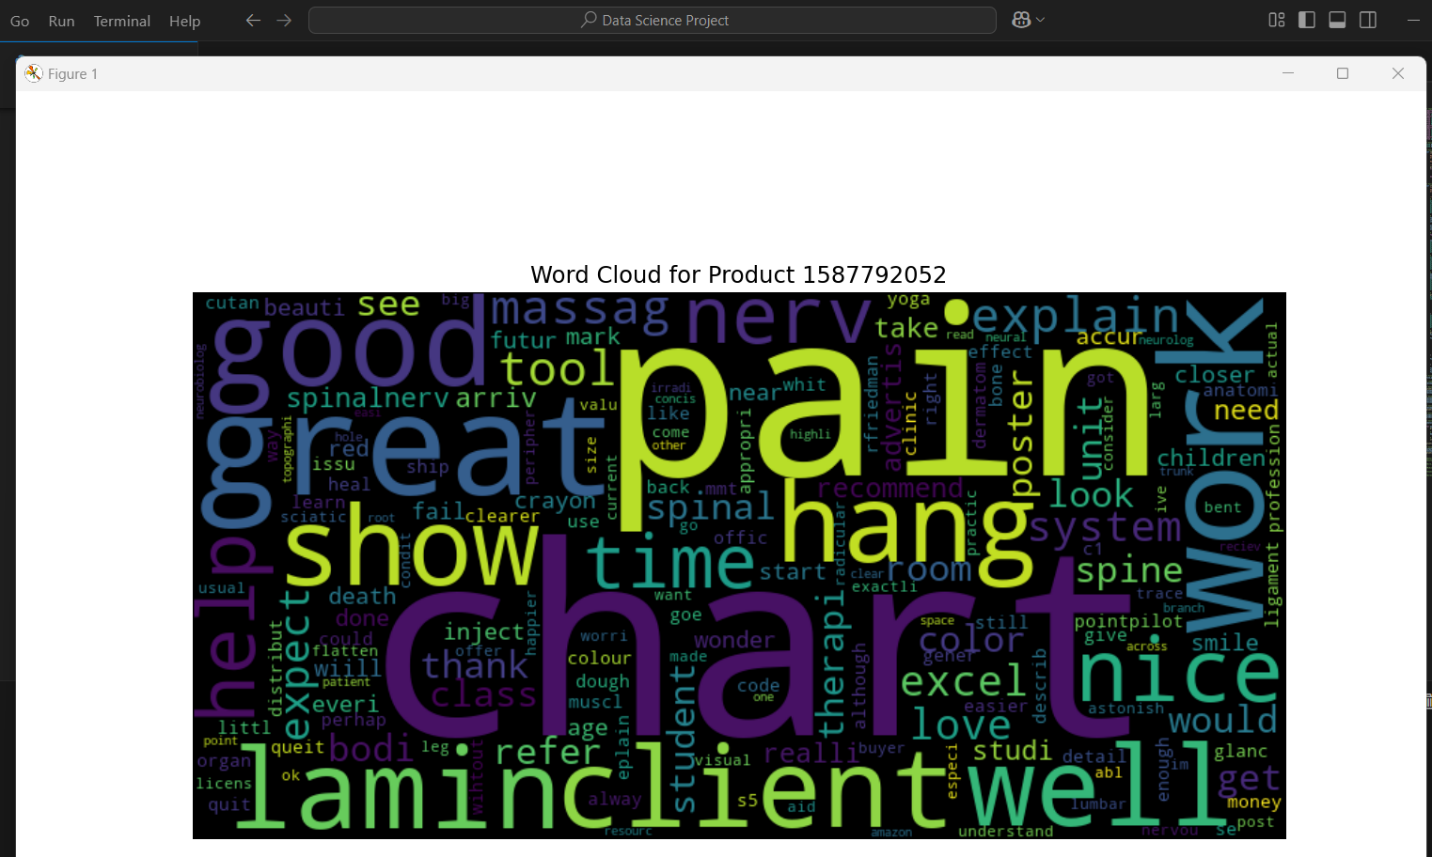 Go Run Terminal Help Data Science Project
Figure 1
Word Cloud for Product 1587792052
cutan beauti see big massag nerv yoga take read neural explain accur neurolog work actual
good futur mark tool pain effect closer anatomi
neurobiolog spinalnerv arriv valu irradi concis near whit like come other highli appropri rfriedman advertis clinic right dermatom bone poster got unit consider larg need
great easi way topographi hole red issu ship heal peripher size current back mmt recommend look children trunk ive bent profession
learn sciatic root fail clearer crayon use spinal go offic hang practic system c1 reciev ligament
help show condit time start radicular clear room exactli spine trace branch
usual death want goe pointpilot
expect distribut done could flatten wiill patient everi perhap inject offer thank class happier worri colour dough muscl made wonder code one therapi although space color gener still describ give across smile nice
chart excel easier astonish
littl point organ licens quit queit ok bodi leg wihtout refer age eplain student visual realli buyer love studi detail would glanc
lamin client alway s5 aid especi well abl enough im lumbar get money post
resourc amazon understand nervou se